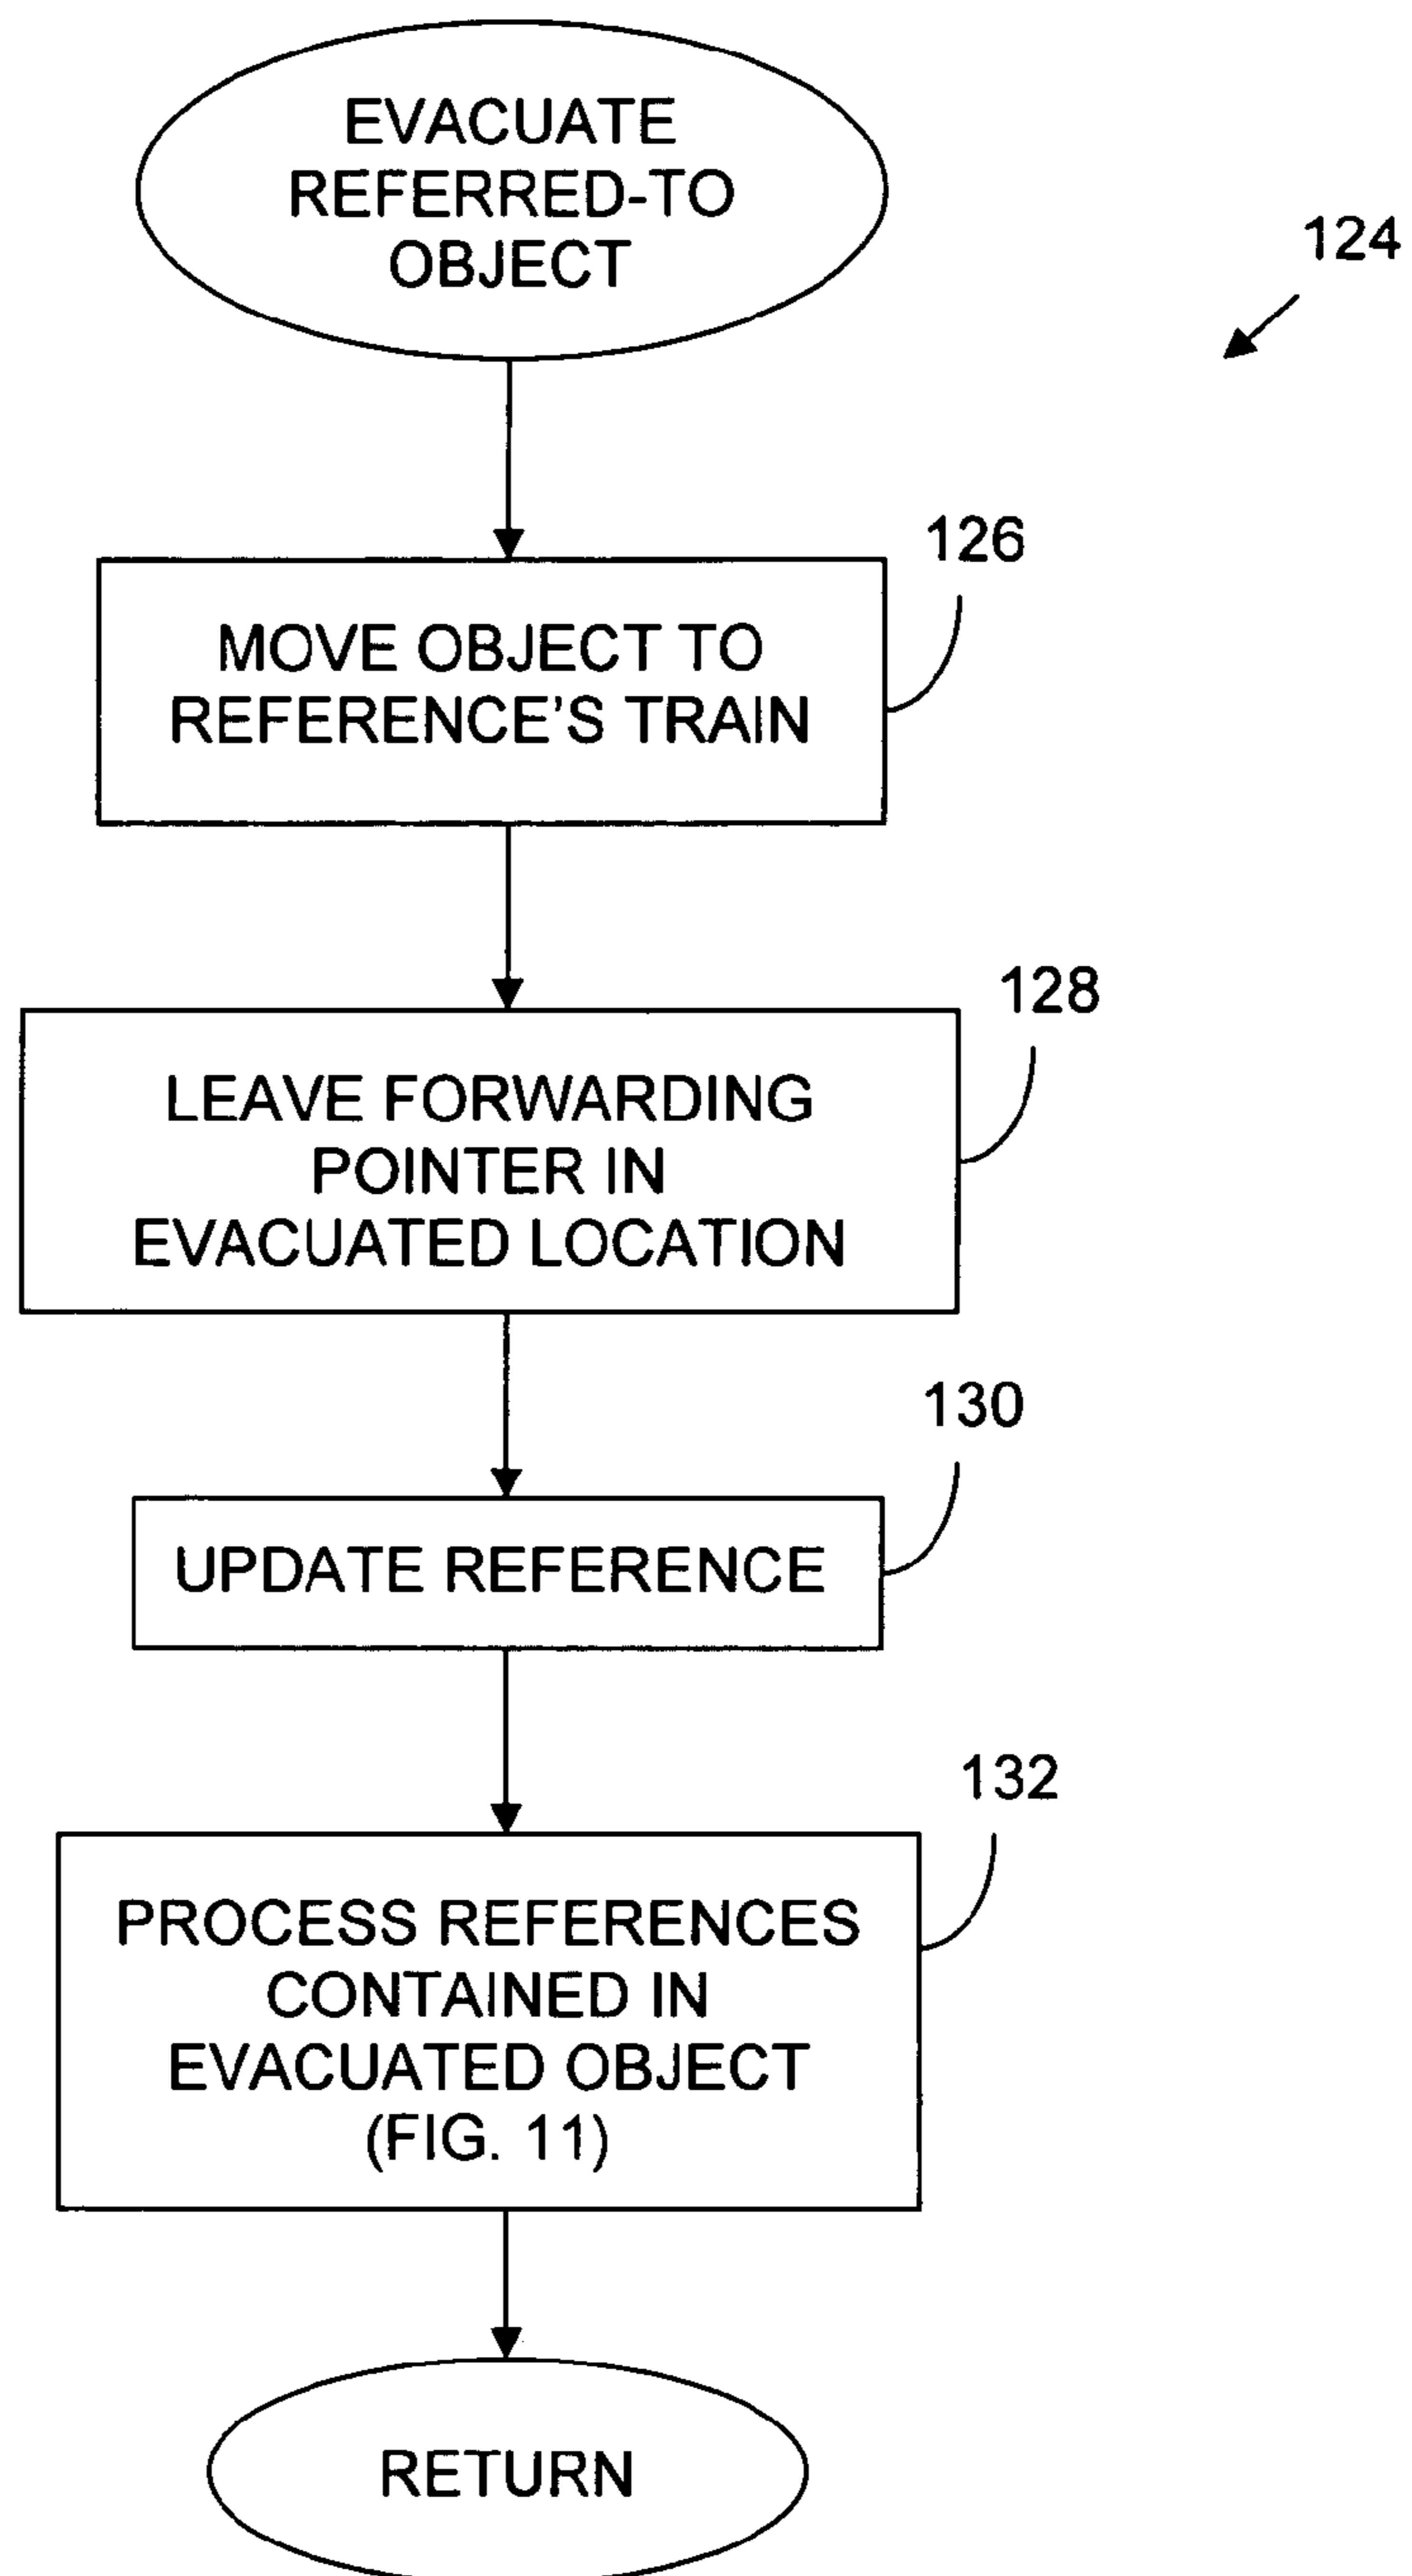 EVACUATE
REFERRED-TO
OBJECT
124
126
MOVE OBJECT TO
REFERENCE'S TRAIN
128
LEAVE FORWARDING
POINTER IN
EVACUATED LOCATION
130
UPDATE REFERENCE
132
PROCESS REFERENCES
CONTAINED IN
EVACUATED OBJECT
(FIG. 11)
RETURN